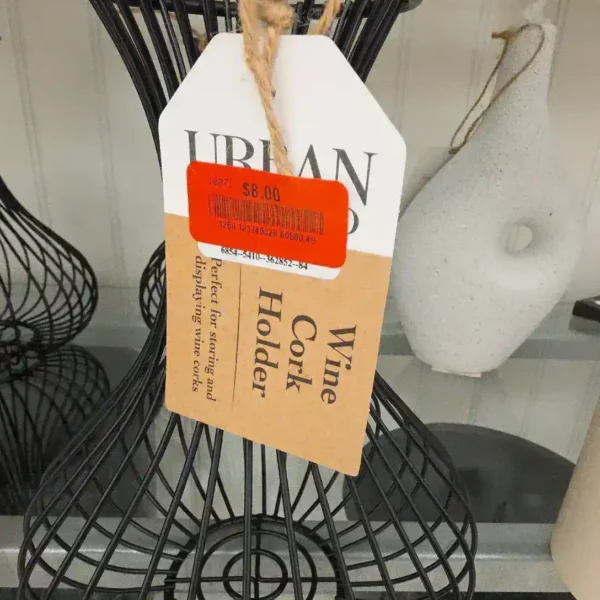 URBAN
$8.00
6854--5410--362852--84
Wine
Cork
Holder
Perfect for storing and
displaying wine corks